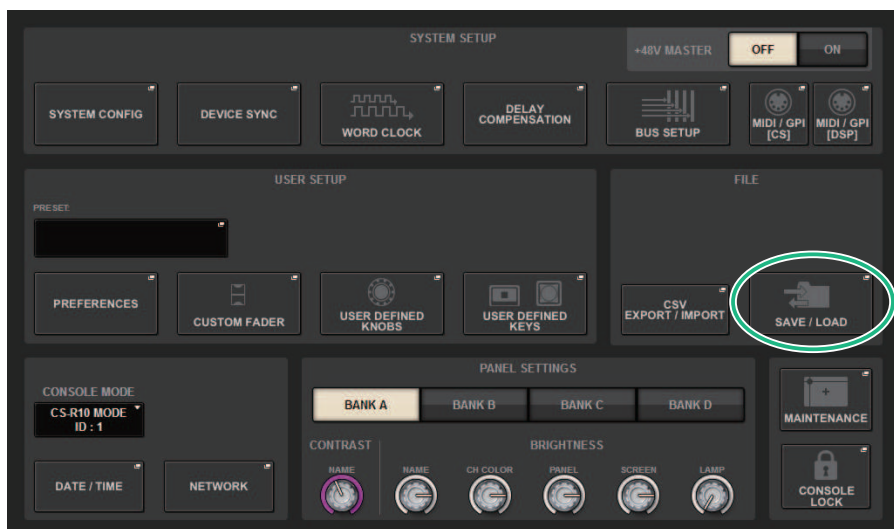 SYSTEM SETUP
+48V MASTER
OFF
ON
SYSTEM CONFIG
DEVICE SYNC
WORD CLOCK
DELAY
COMPENSATION
BUS SETUP
MIDI / GPI
[CS]
MIDI / GPI
[DSP]
USER SETUP
PRESET:
PREFERENCES
CUSTOM FADER
USER DEFINED
KNOBS
USER DEFINED
KEYS
FILE
CSV
EXPORT / IMPORT
SAVE / LOAD
CONSOLE MODE
CS-R10 MODE
ID : 1
DATE / TIME
NETWORK
PANEL SETTINGS
BANK A
BANK B
BANK C
BANK D
CONTRAST
BRIGHTNESS
NAME
NAME
CH COLOR
PANEL
SCREEN
LAMP
MAINTENANCE
CONSOLE
LOCK